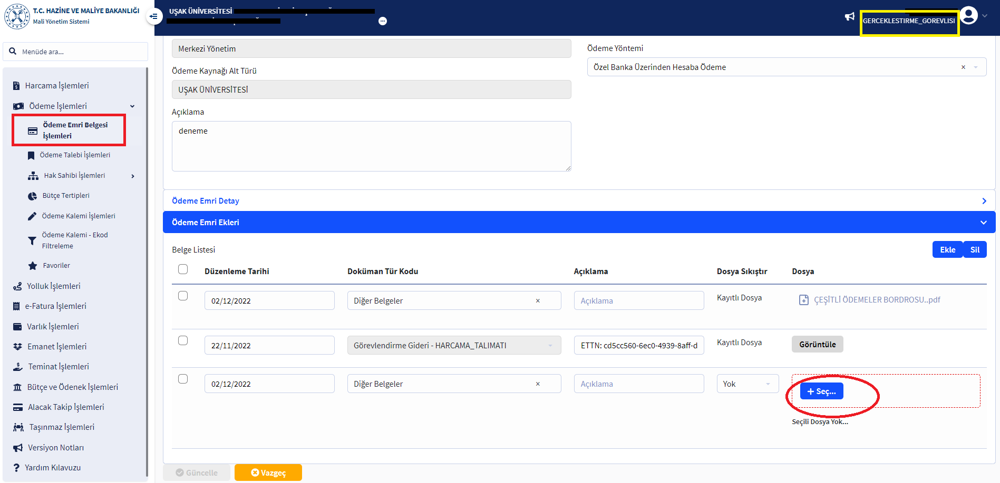 T.C. HAZİNE VE MALİYE BAKANLIĞI
Mali Yönetim Sistemi
UŞAK ÜNİVERSİTESİ
GERCEKLESTIRME_GOREVLISI
Menüde ara...
Harcama İşlemleri
Ödeme İşlemleri
Ödeme Emri Belgesi
İşlemleri
Ödeme Talebi İşlemleri
Hak Sahibi İşlemleri
Bütçe Tertipleri
Ödeme Kalemi İşlemleri
Ödeme Kalemi - Ekod
Filtreleme
Favoriler
Yolluk İşlemleri
e-Fatura İşlemleri
Varlık İşlemleri
Emanet İşlemleri
Teminat İşlemleri
Bütçe ve Ödenek İşlemleri
Alacak Takip İşlemleri
Taşınmaz İşlemleri
Versiyon Notları
Yardım Kılavuzu
Merkezi Yönetim
Ödeme Kaynağı Alt Türü
UŞAK ÜNİVERSİTESİ
Açıklama
deneme
Ödeme Yöntemi
Özel Banka Üzerinden Hesaba Ödeme ×
Ödeme Emri Detay
Ödeme Emri Ekleri
Belge Listesi
Ekle Sil
Düzenleme Tarihi Doküman Tür Kodu Açıklama Dosya Sıkıştır Dosya
02/12/2022 Diğer Belgeler × Açıklama Kayıtlı Dosya ÇEŞİTLİ ÖDEMELER BORDROSU..pdf
22/11/2022 Görevlendirme Gideri - HARCAMA_TALIMATI ETTN: cd5cc560-6ec0-4939-8aff-d Kayıtlı Dosya Görüntüle
02/12/2022 Diğer Belgeler × Açıklama Yok + Seç...
Seçili Dosya Yok...
Güncelle Vazgeç